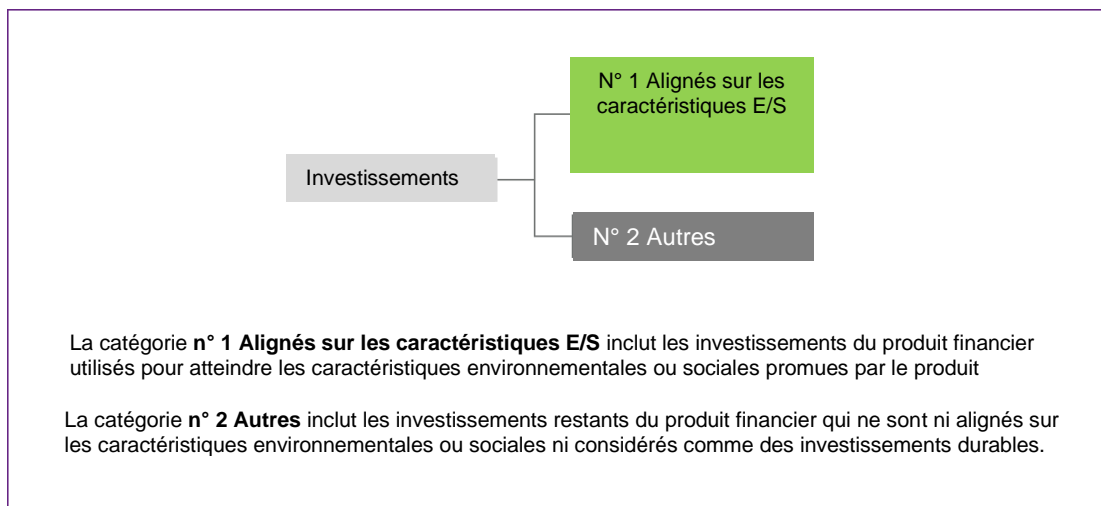 N° 1 Alignés sur les
caractéristiques E/S
Investissements
N° 2 Autres
La catégorie n° 1 Alignés sur les caractéristiques E/S inclut les investissements du produit financier
utilisés pour atteindre les caractéristiques environnementales ou sociales promues par le produit
La catégorie n° 2 Autres inclut les investissements restants du produit financier qui ne sont ni alignés sur
les caractéristiques environnementales ou sociales ni considérés comme des investissements durables.